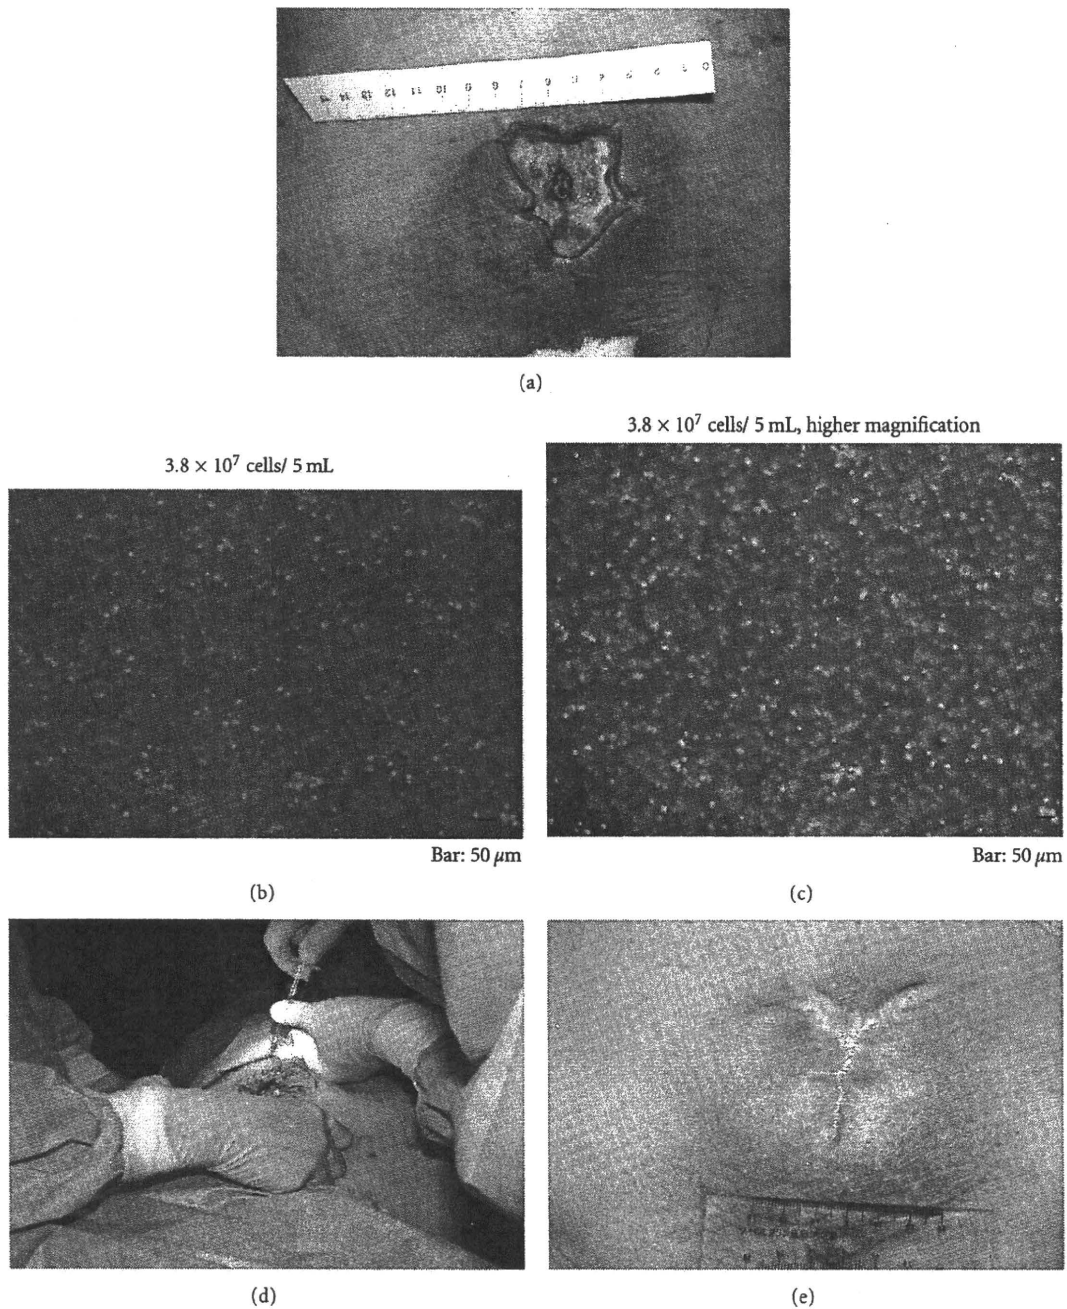 (a)
3.8 × 10⁷ cells/ 5 mL
3.8 × 10⁷ cells/ 5 mL, higher magnification
Bar: 50 μm
Bar: 50 μm
(b)
(c)
(d)
(e)